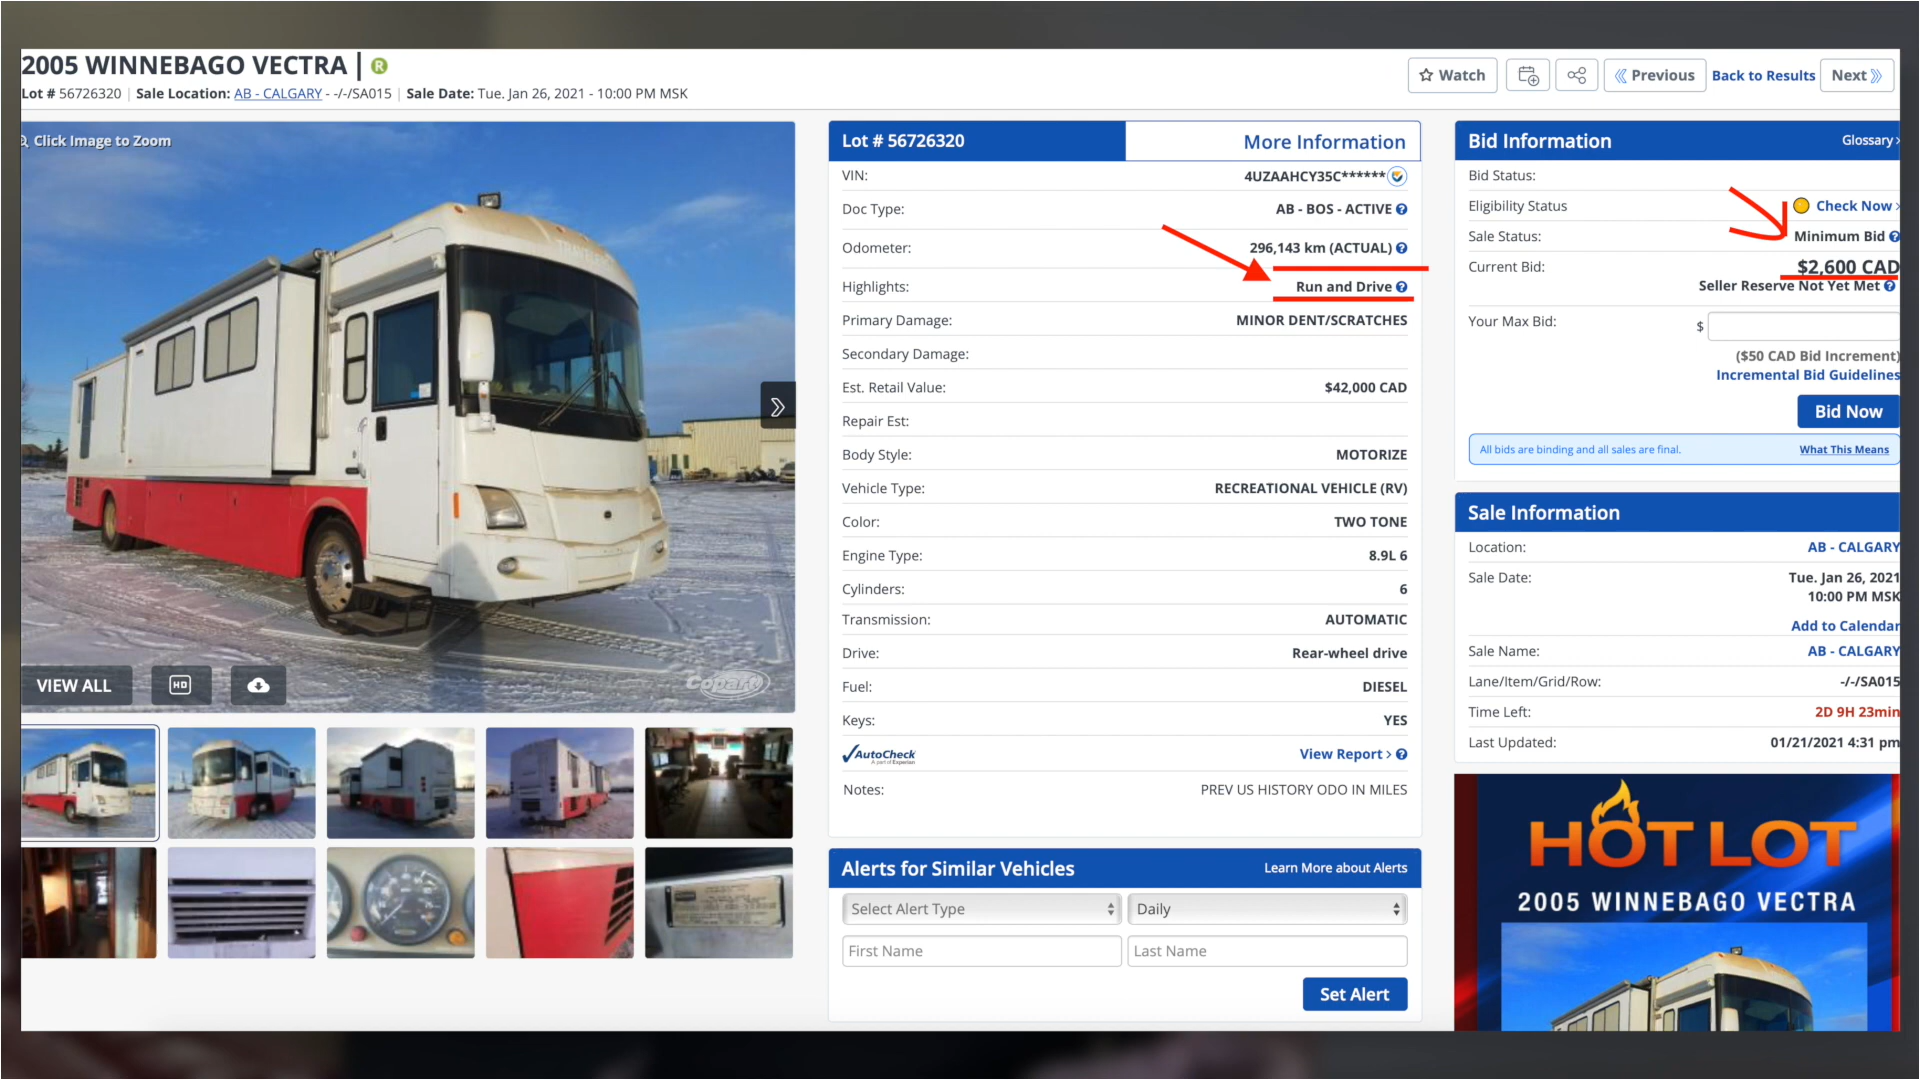 2005 WINNEBAGO VECTRA | R
Lot # 56726320 | Sale Location: AB - CALGARY - -/-/SA015 | Sale Date: Tue. Jan 26, 2021 - 10:00 PM MSK
Watch
Previous
Back to Results
Next
Click Image to Zoom
VIEW ALL
HD
Copart
Lot # 56726320
More Information
VIN: 4UZAAHCY35C******
Doc Type: AB - BOS - ACTIVE
Odometer: 296,143 km (ACTUAL)
Highlights: Run and Drive
Primary Damage: MINOR DENT/SCRATCHES
Secondary Damage:
Est. Retail Value: $42,000 CAD
Repair Est:
Body Style: MOTORIZE
Vehicle Type: RECREATIONAL VEHICLE (RV)
Color: TWO TONE
Engine Type: 8.9L 6
Cylinders: 6
Transmission: AUTOMATIC
Drive: Rear-wheel drive
Fuel: DIESEL
Keys: YES
AutoCheck
A part of Experian
View Report >
Notes: PREV US HISTORY ODO IN MILES
Alerts for Similar Vehicles
Learn More about Alerts
Select Alert Type
Daily
First Name
Last Name
Set Alert
Bid Information
Glossary >
Bid Status:
Eligibility Status Check Now >
Sale Status: Minimum Bid
Current Bid: $2,600 CAD
Seller Reserve Not Yet Met
Your Max Bid: $
($50 CAD Bid Increment)
Incremental Bid Guidelines
Bid Now
All bids are binding and all sales are final. What This Means
Sale Information
Location: AB - CALGARY
Sale Date: Tue. Jan 26, 2021
10:00 PM MSK
Add to Calendar
Sale Name: AB - CALGARY
Lane/Item/Grid/Row: -/-/SA015
Time Left: 2D 9H 23min
Last Updated: 01/21/2021 4:31 pm
HOT LOT
2005 WINNEBAGO VECTRA